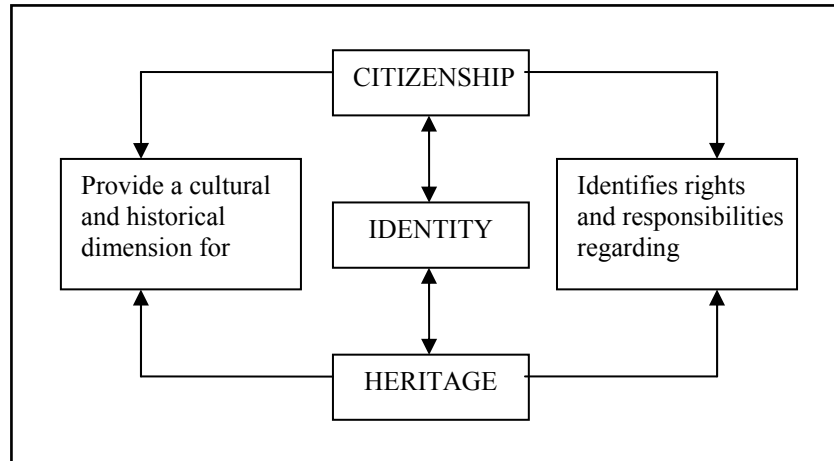 CITIZENSHIP
Provide a cultural
and historical
dimension for
IDENTITY
Identifies rights
and responsibilities
regarding
HERITAGE